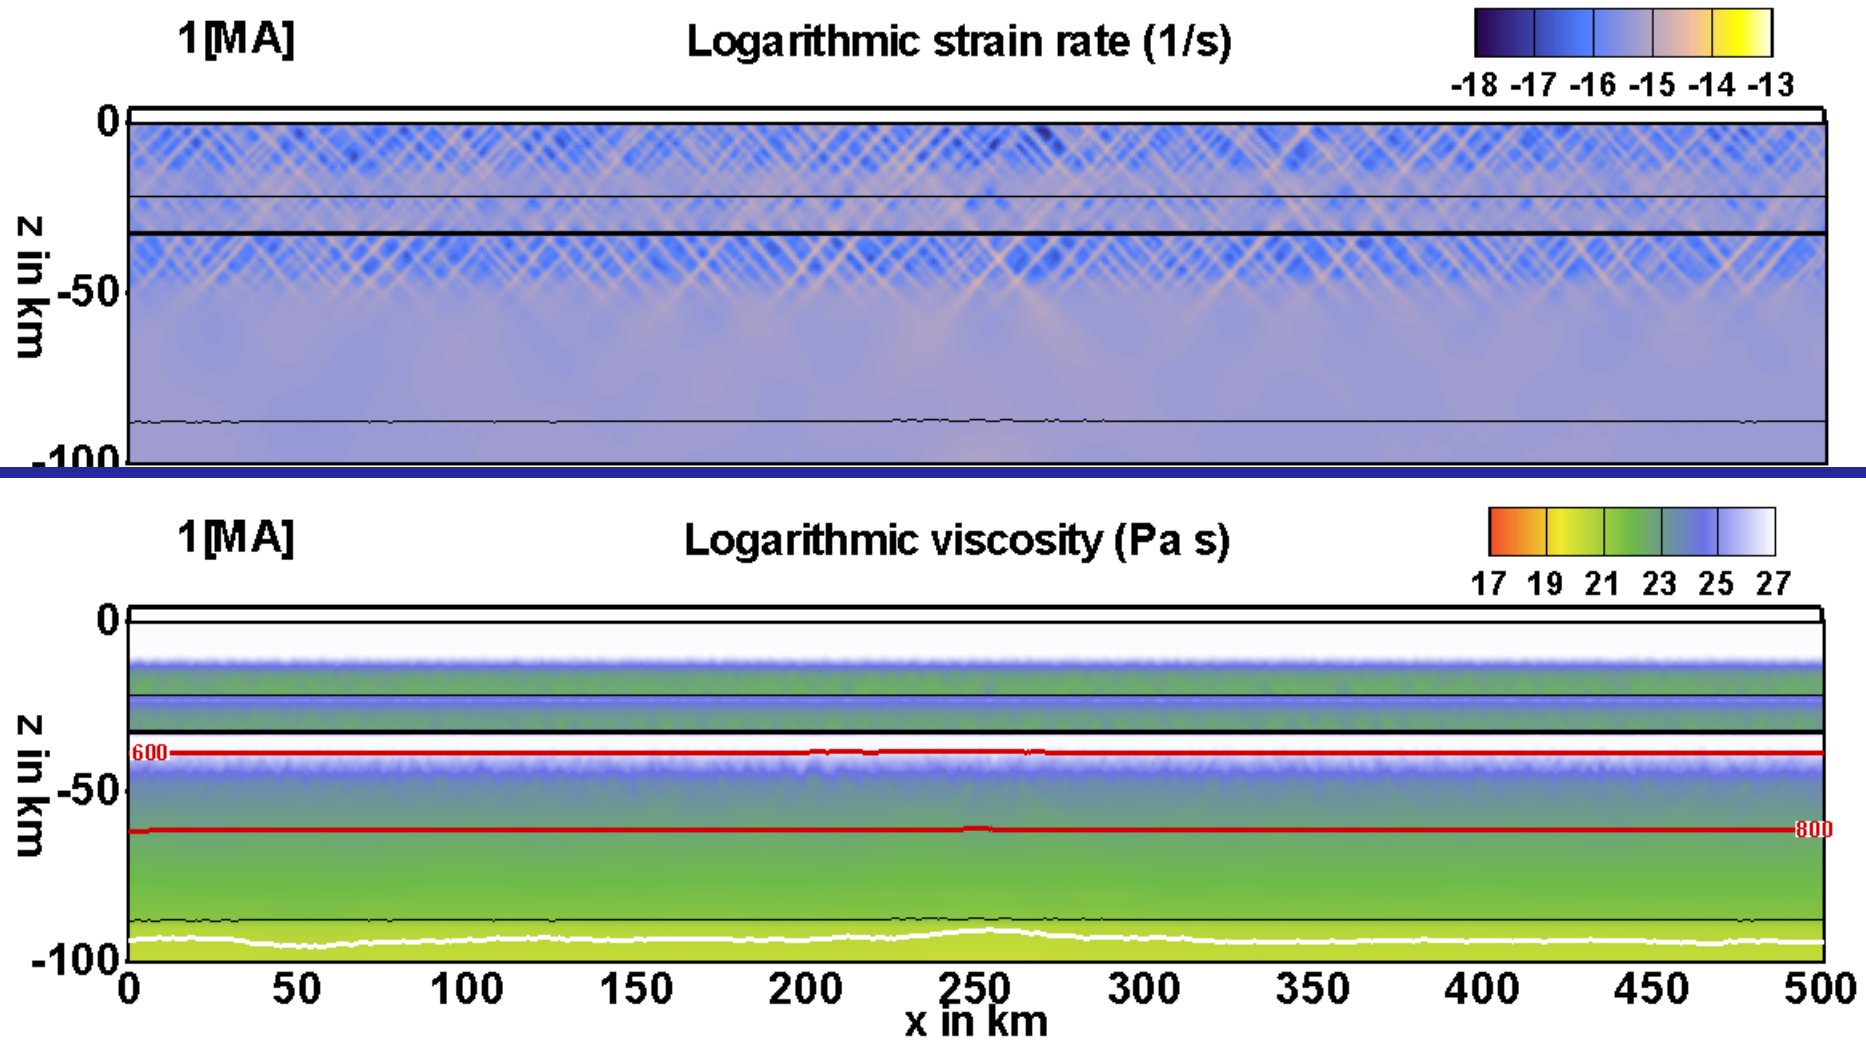 1[MA] Logarithmic strain rate (1/s)
-18 -17 -16 -15 -14 -13
0
-50
-100
z in km
1[MA] Logarithmic viscosity (Pa s)
17 19 21 23 25 27
0
600
-50
800
-100
z in km
0 50 100 150 200 250 300 350 400 450 500
x in km